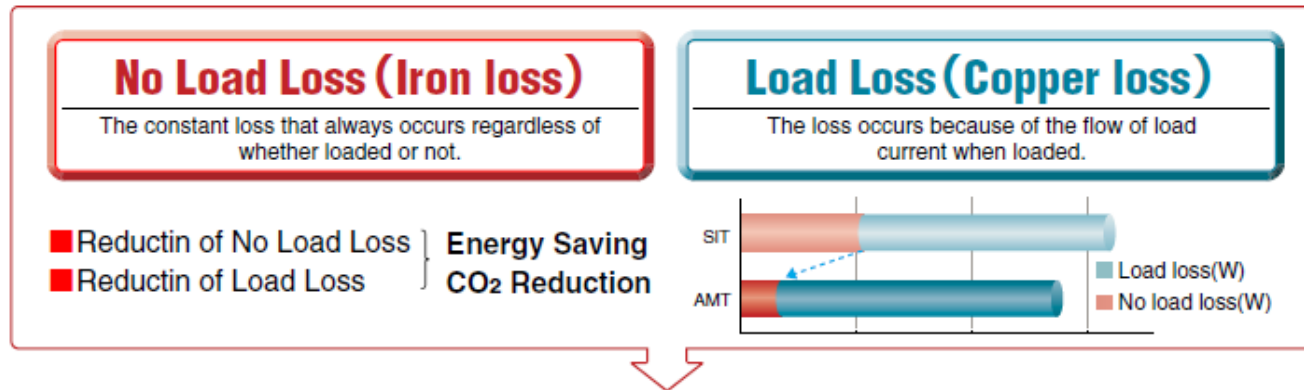 No Load Loss (Iron loss)
The constant loss that always occurs regardless of
whether loaded or not.
Load Loss (Copper loss)
The loss occurs because of the flow of load
current when loaded.
Reductin of No Load Loss
Reductin of Load Loss
Energy Saving
CO₂ Reduction
SIT
AMT
Load loss(W)
No load loss(W)